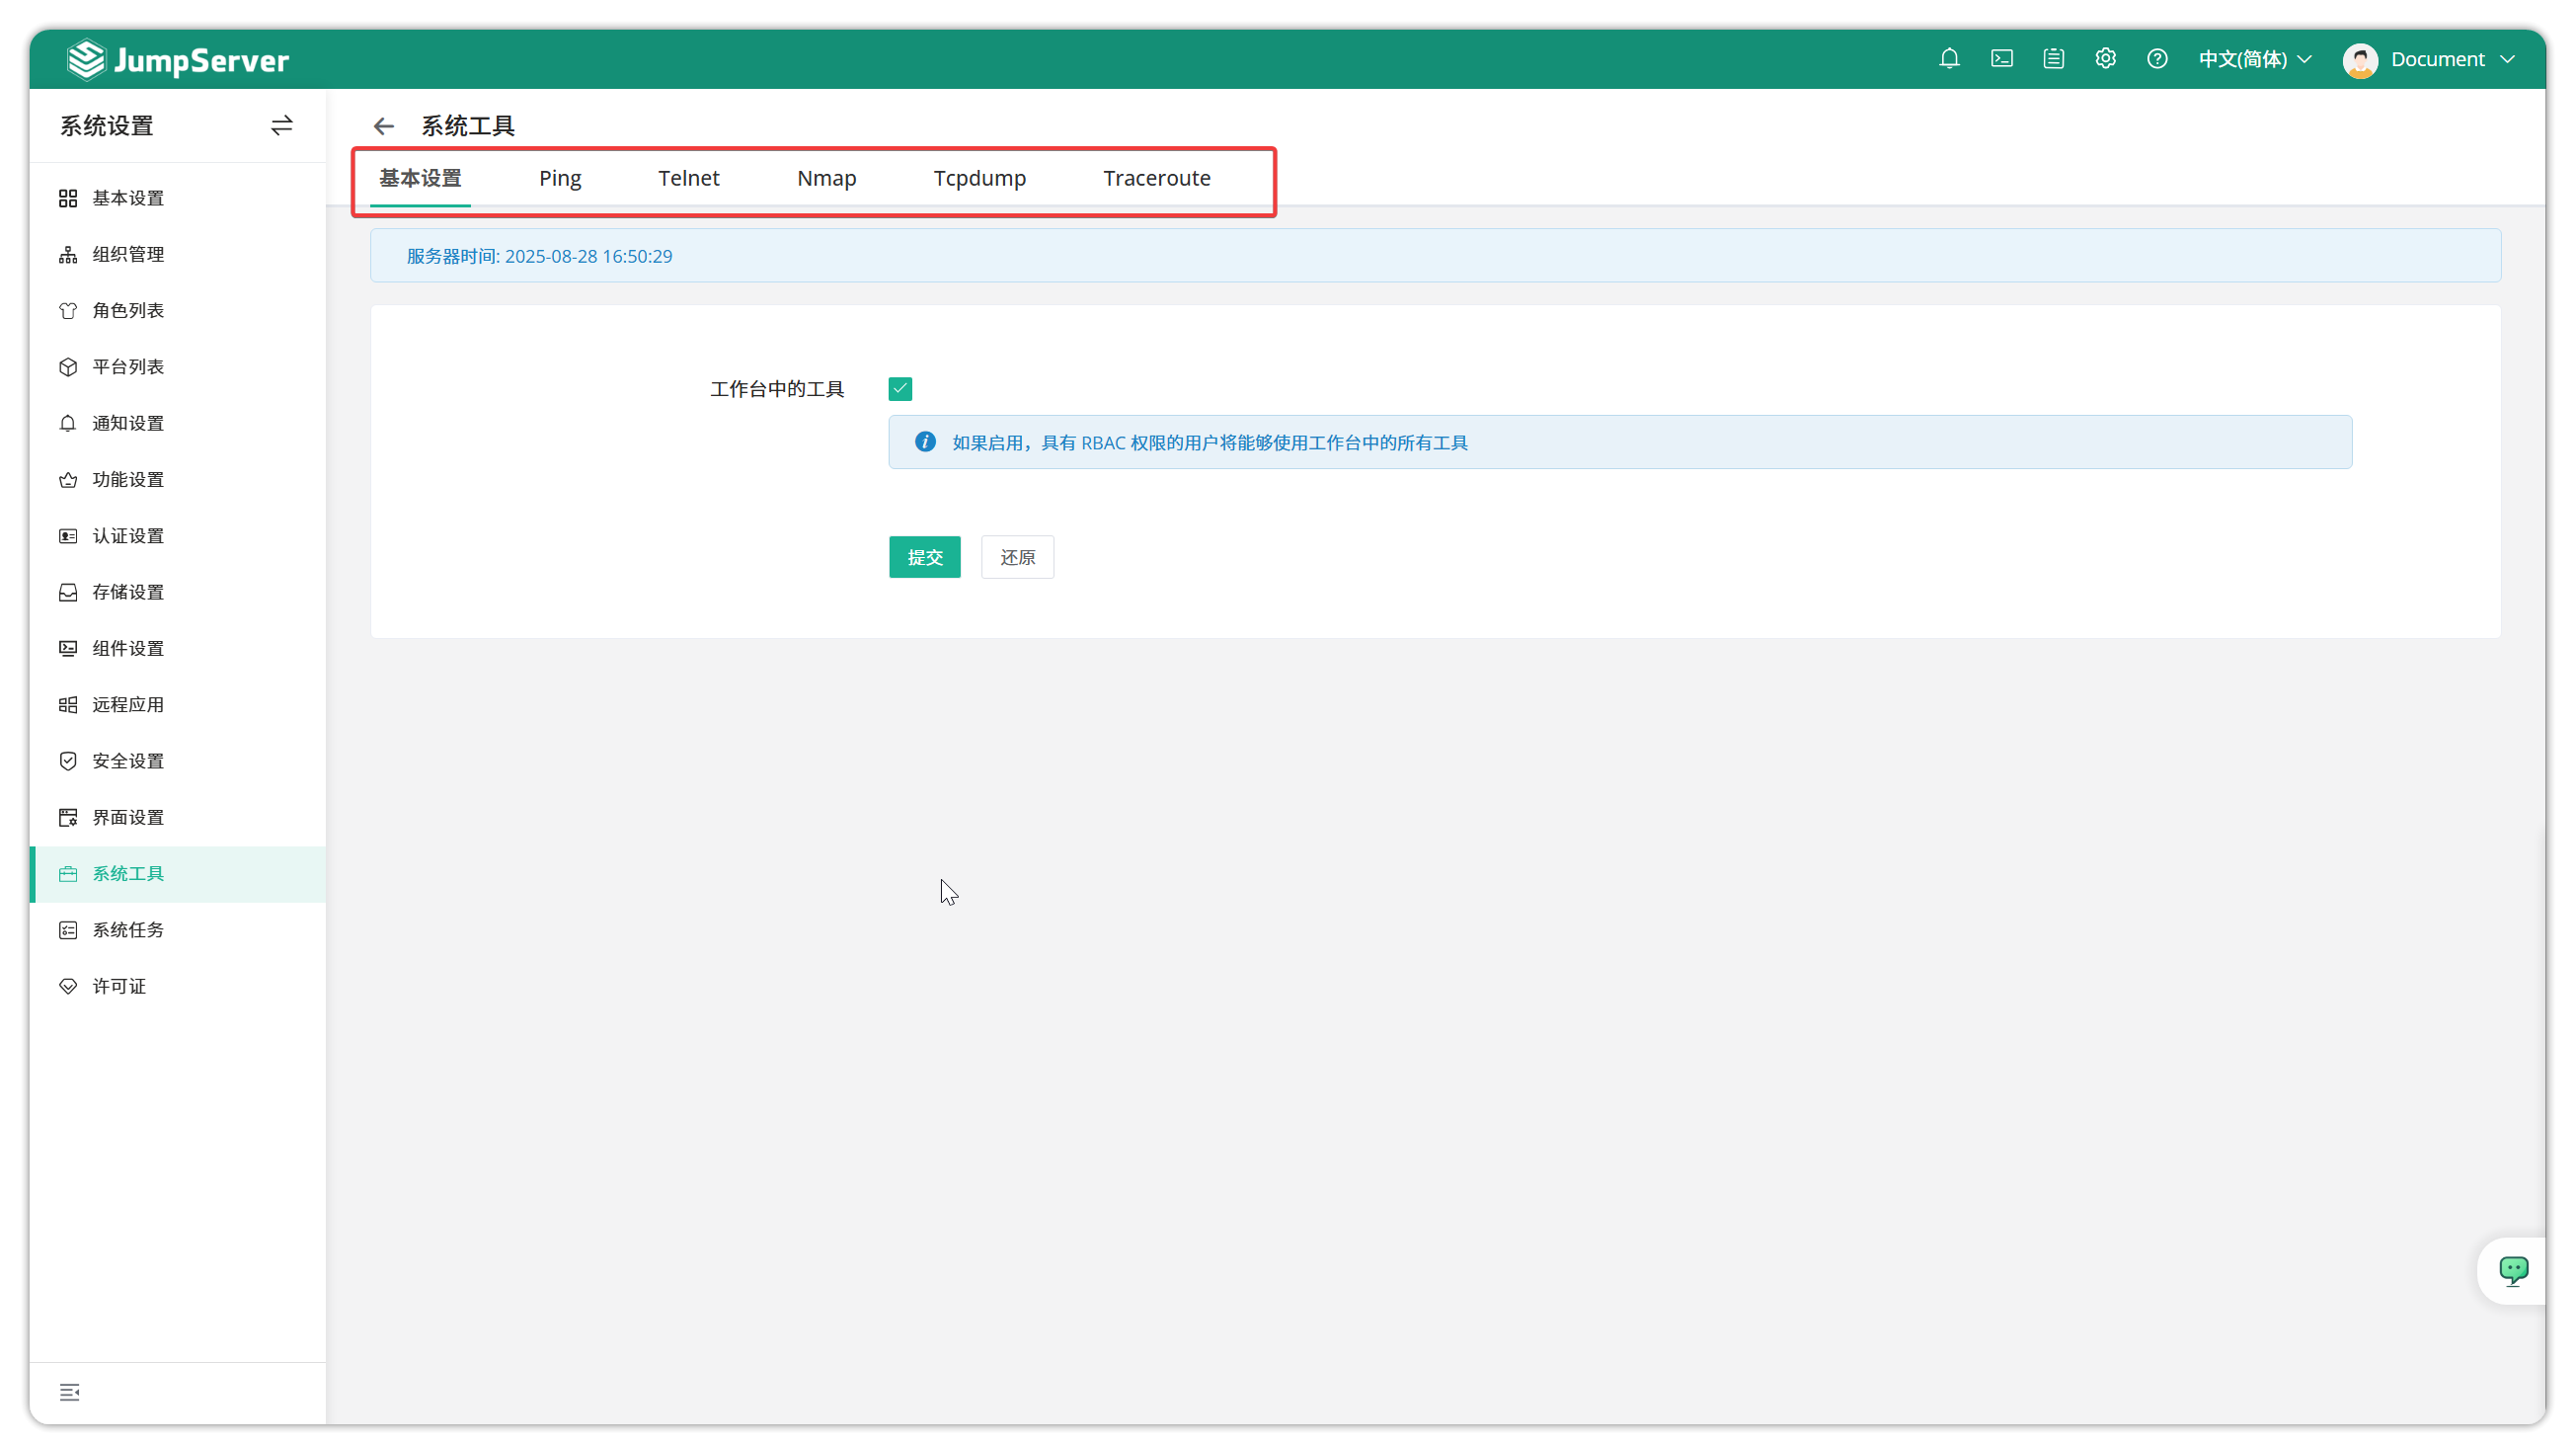 JumpServer
中文(简体)
Document
系统设置
系统工具
基本设置
Ping
Telnet
Nmap
Tcpdump
Traceroute
基本设置
组织管理
角色列表
平台列表
通知设置
功能设置
认证设置
存储设置
组件设置
远程应用
安全设置
界面设置
系统工具
系统任务
许可证
服务器时间: 2025-08-28 16:50:29
工作台中的工具
如果启用，具有 RBAC 权限的用户将能够使用工作台中的所有工具
提交
还原